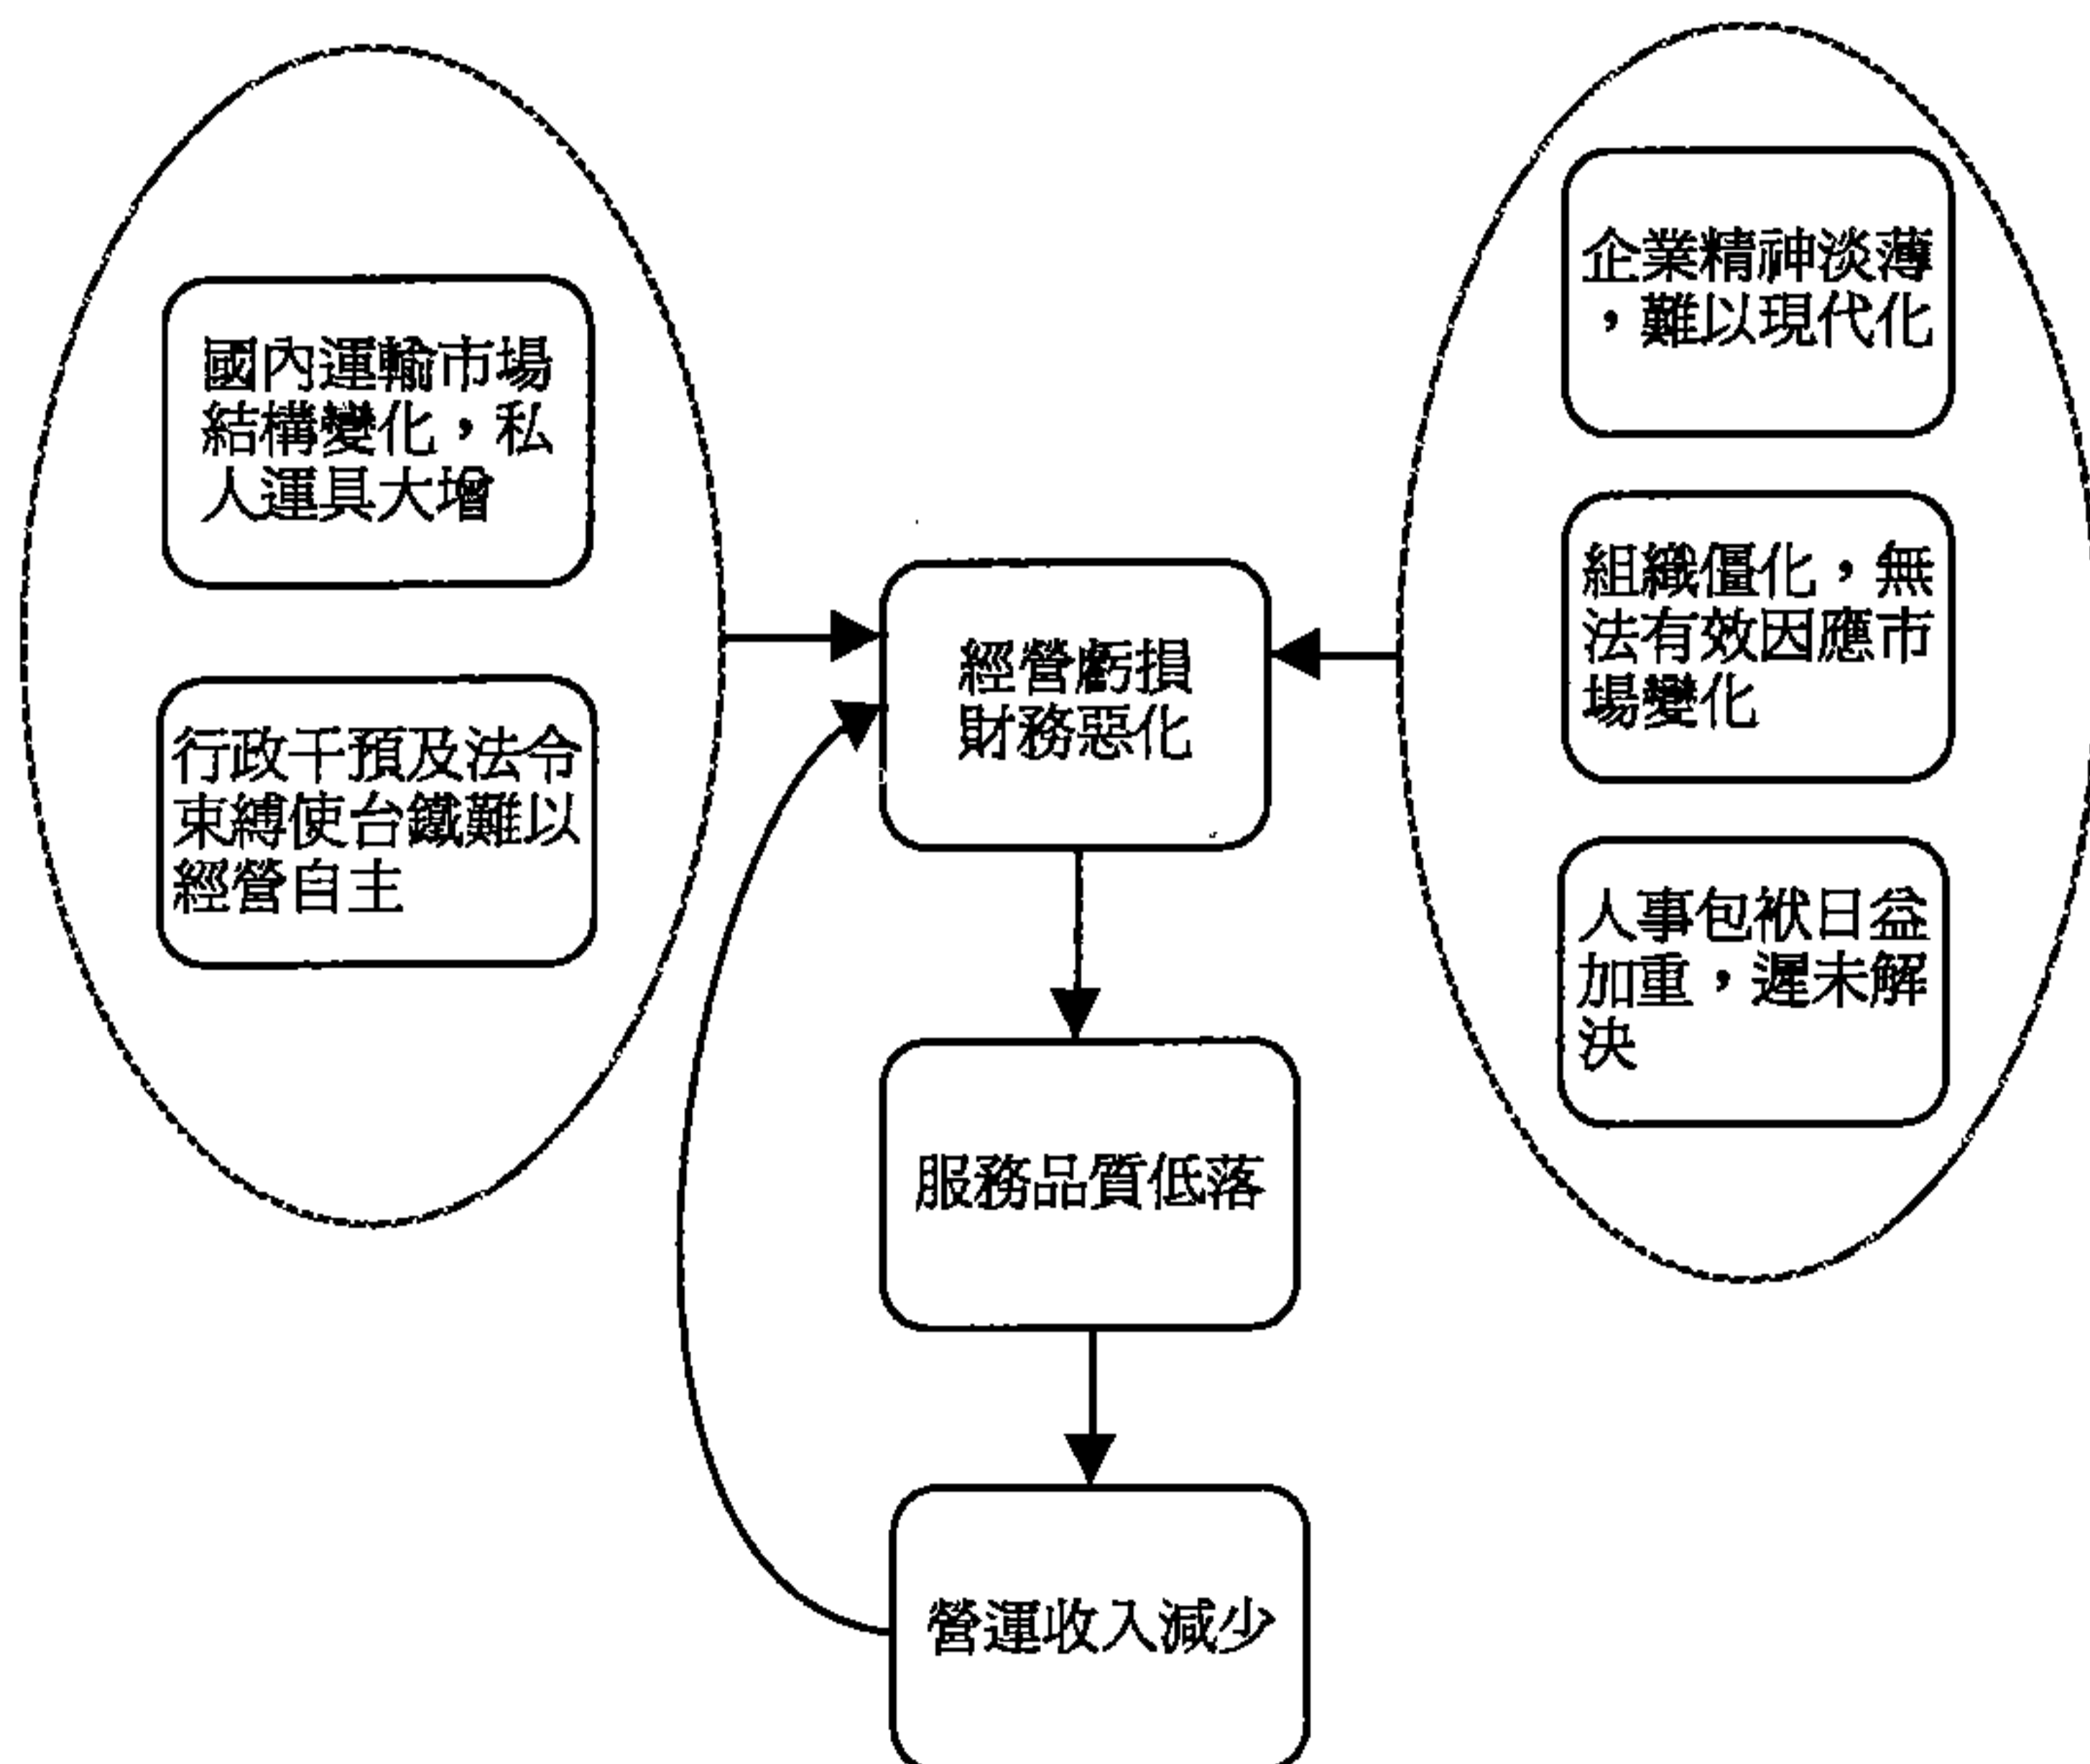 國內運輸市場
結構變化，私
人運具大增
行政干預及法令
束縛使台鐵難以
經營自主
經營虧損
財務惡化
服務品質低落
營運收入減少
企業精神淡薄
，難以現代化
組織僵化，無
法有效因應市
場變化
人事包袱日益
加重，遲未解
決